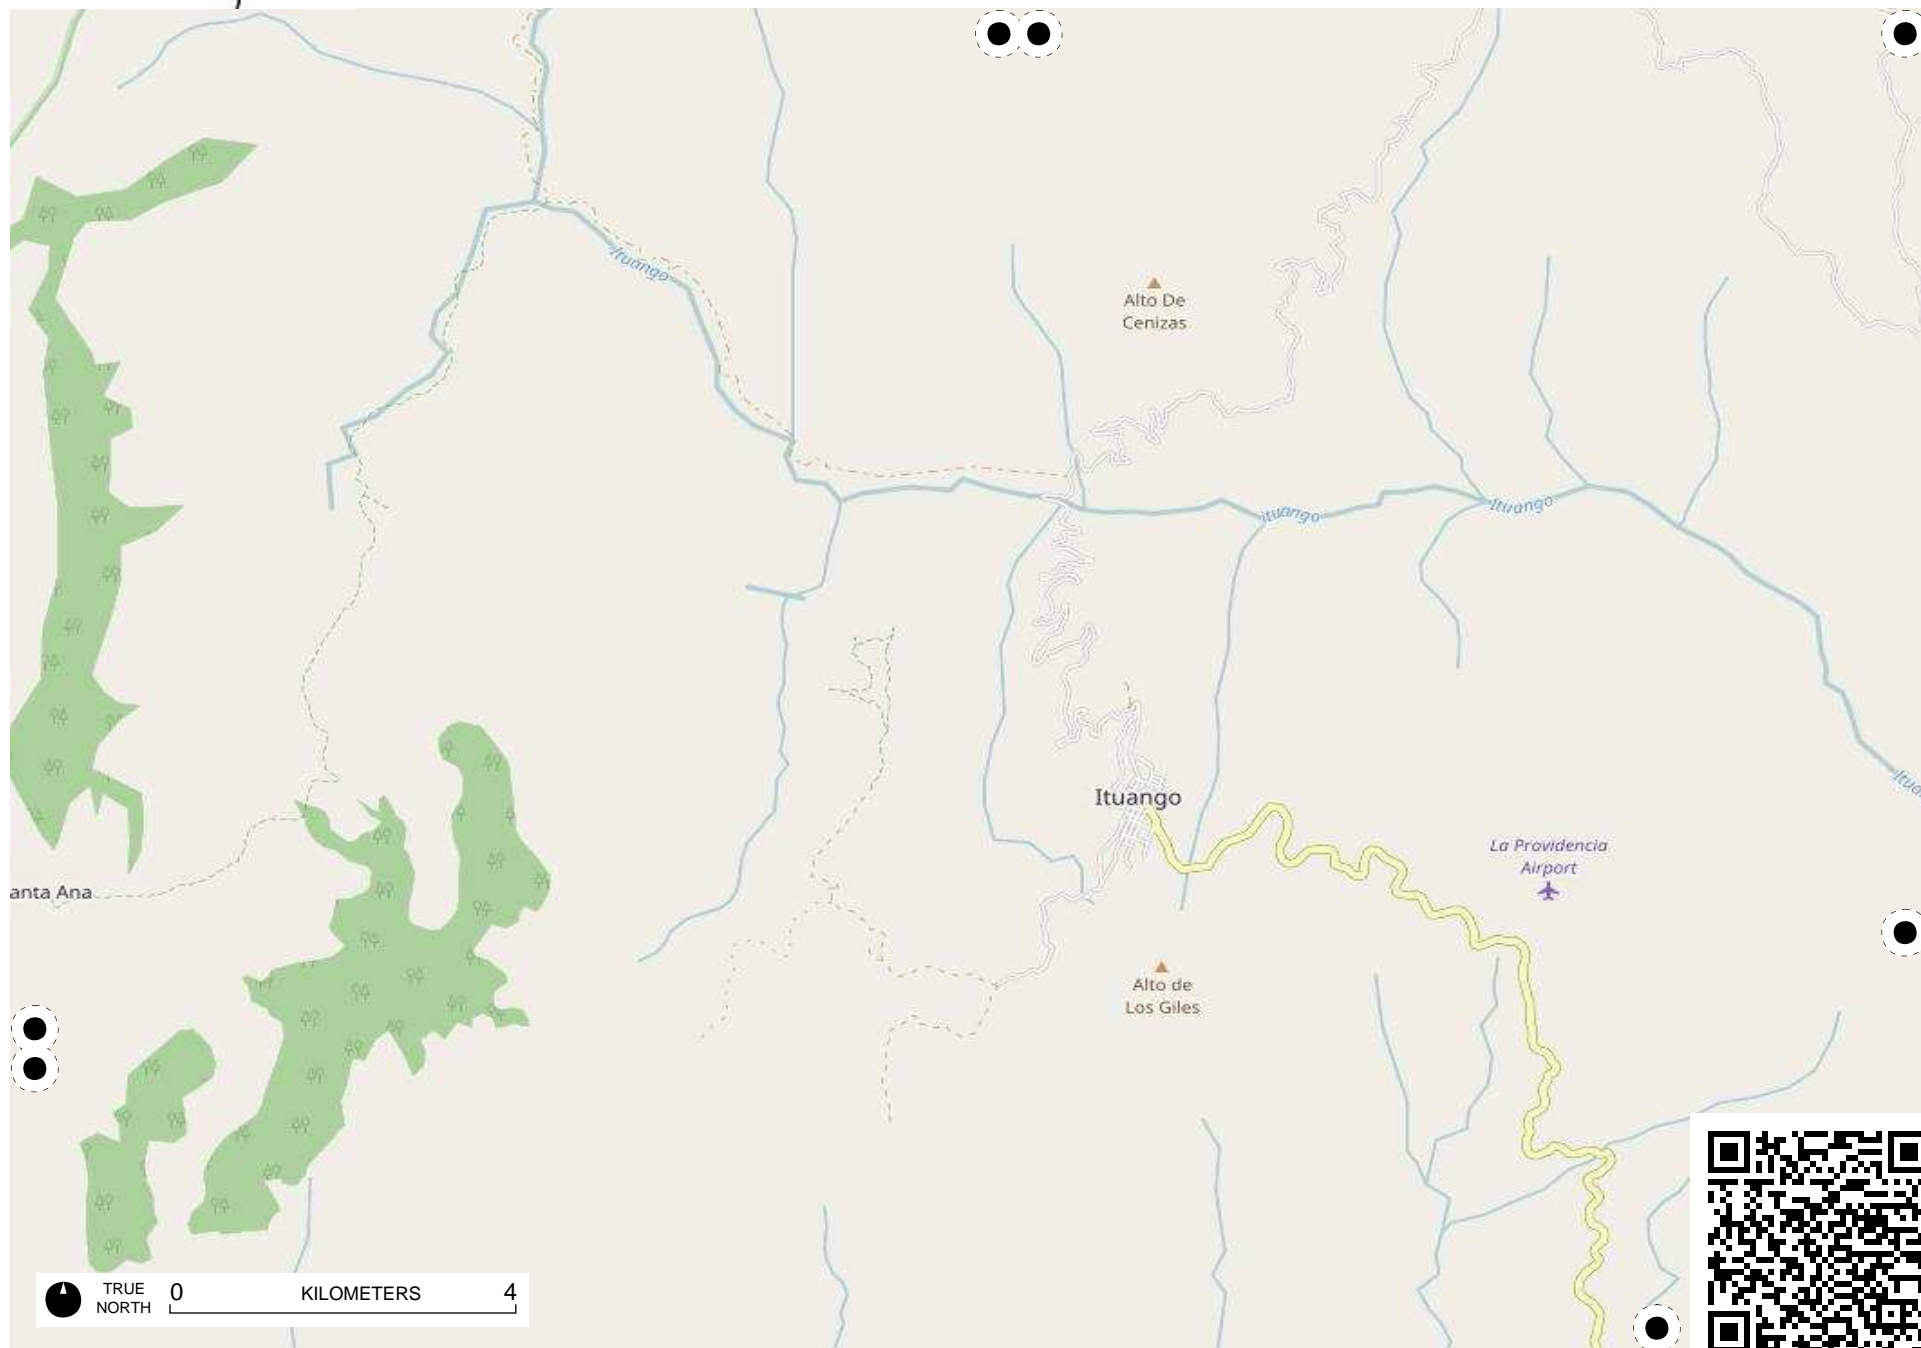 Ituango
Alto De
Cenizas
ituango
Ituango
Ituango
La Providencia
Airport
anta Ana
Alto de
Los Giles
TRUE
NORTH
0
KILOMETERS
4